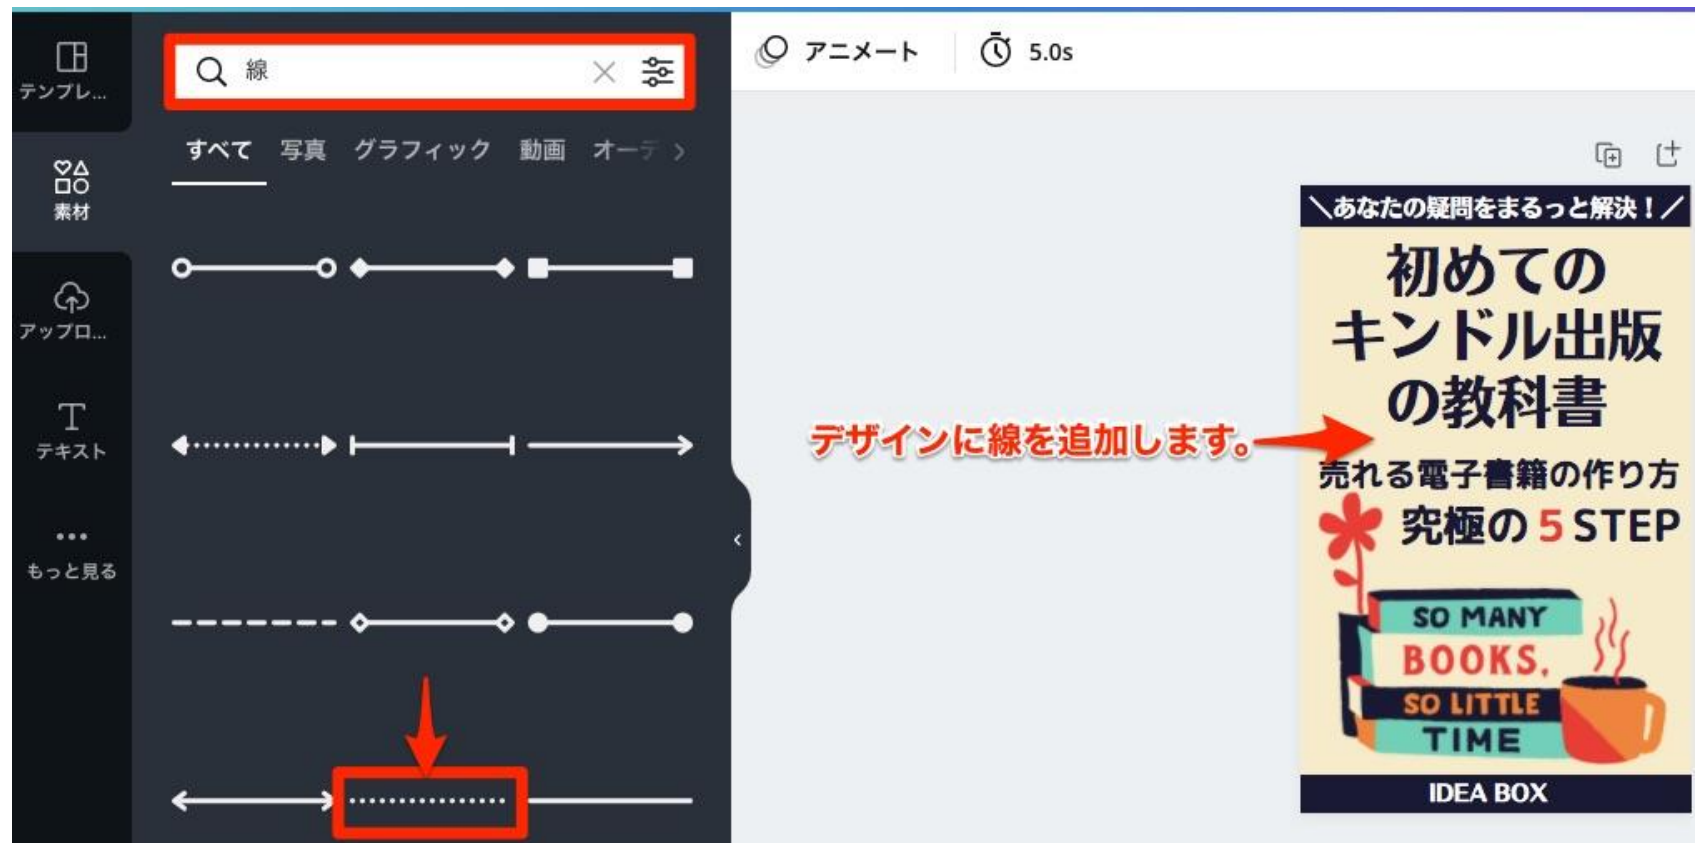 テンプレ...
素材
アップロ...
テキスト
もっと見る
線
すべて 写真 グラフィック 動画 オーデ
アニメート 5.0s
デザインに線を追加します。
＼あなたの疑問をまるっと解決！／
初めての
キンドル出版
の教科書
売れる電子書籍の作り方
究極の 5 STEP
SO MANY
BOOKS,
SO LITTLE
TIME
IDEA BOX